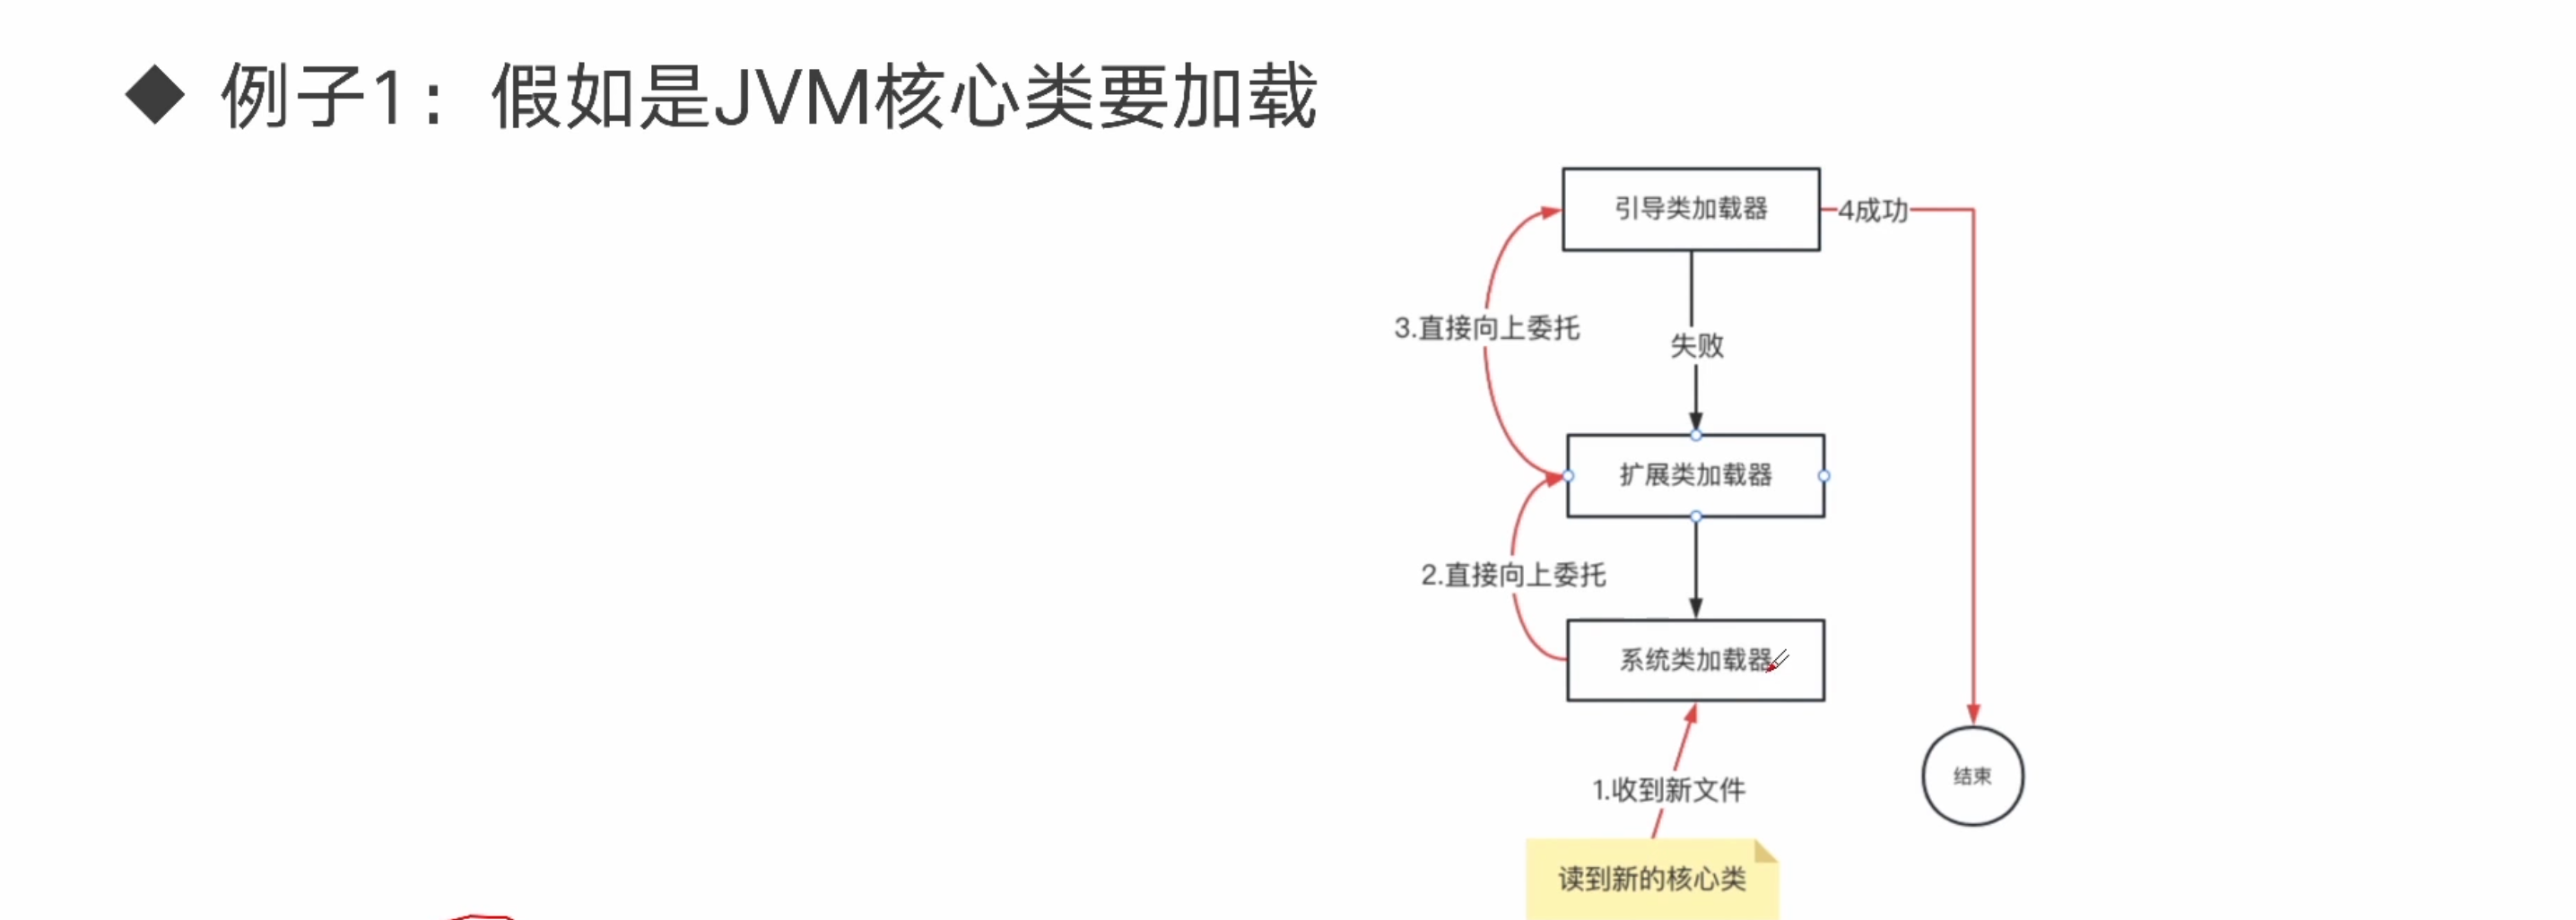 ◆ 例子1：假如是JVM核心类要加载
引导类加载器
4成功
3.直接向上委托
失败
扩展类加载器
2.直接向上委托
系统类加载器
1.收到新文件
结束
读到新的核心类